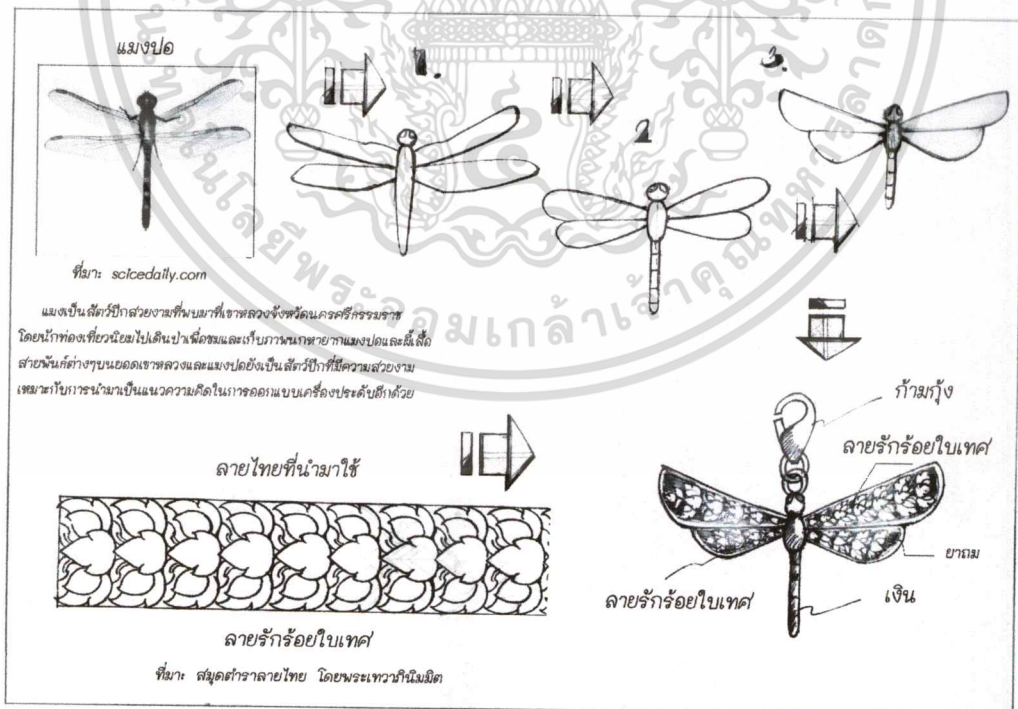 แมงปอ
1.
2
3.
ที่มา: scicedaily.com
แมงเป็นสัตว์ปีกสวยงามที่พบมาที่เขาหลวงจังหวัดนครศรีธรรมราช
โดยนักท่องเที่ยวนิยมไปเดินป่าเพื่อชมและเก็บภาพนกหายากแมงปอและผีเสื้อ
สายพันธ์ต่างๆบนยอดเขาหลวงและแมงปอยังเป็นสัตว์ปีกที่มีความสวยงาม
เหมาะกับการนำมาเป็นแนวความคิดในการออกแบบเครื่องประดับอีกด้วย
ลายไทยที่นำมาใช้
ลายรักร้อยใบเทศ
ที่มา: สมุดตำราลายไทย โดยพระเทวาภินิมมิต
ก้ามกุ้ง
ลายรักร้อยใบเทศ
ยาถม
เงิน
ลายรักร้อยใบเทศ